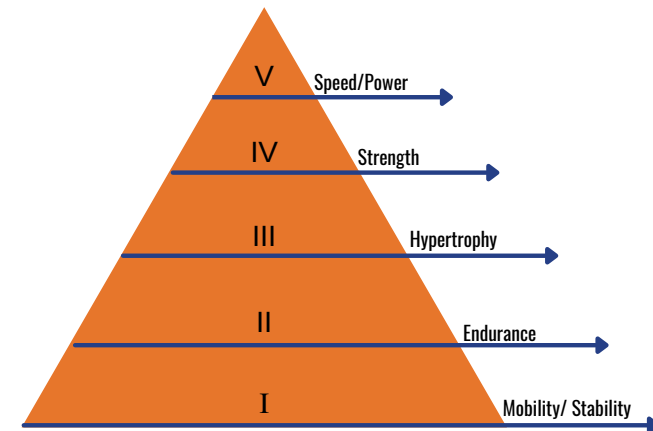 V
Speed/Power
IV
Strength
III
Hypertrophy
II
Endurance
I
Mobility/ Stability